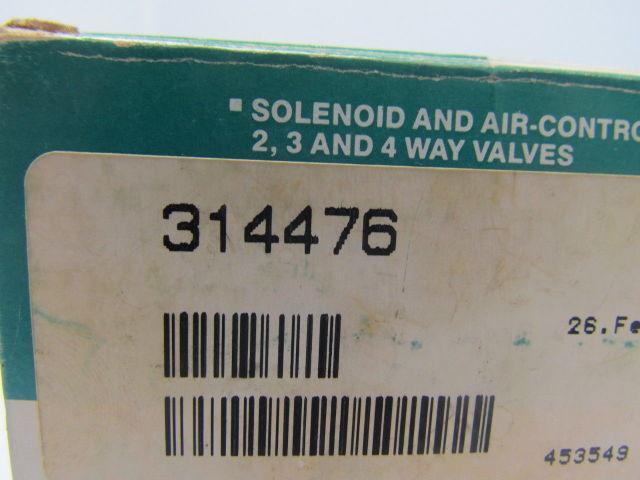 ▪ SOLENOID AND AIR-CONTRO
2, 3 AND 4 WAY VALVES
314476
26.Fe
453549